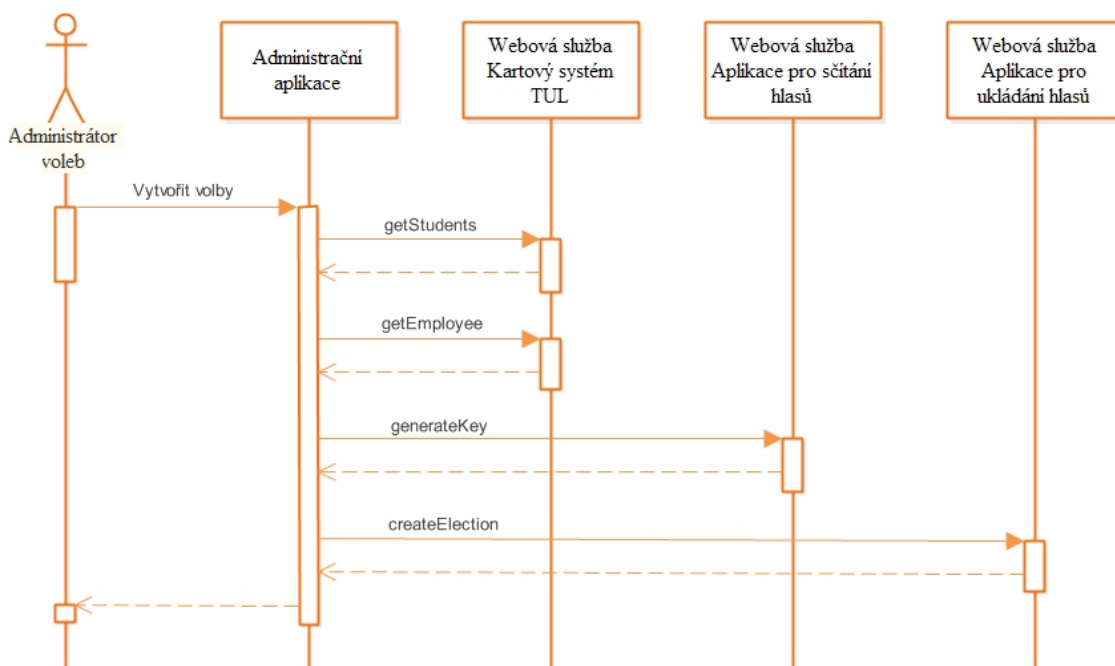 Administrátor
voleb
Administrační
aplikace
Webová služba
Kartový systém
TUL
Webová služba
Aplikace pro sčítání
hlasů
Webová služba
Aplikace pro
ukládání hlasů
Vytvořit volby
getStudents
getEmployee
generateKey
createElection